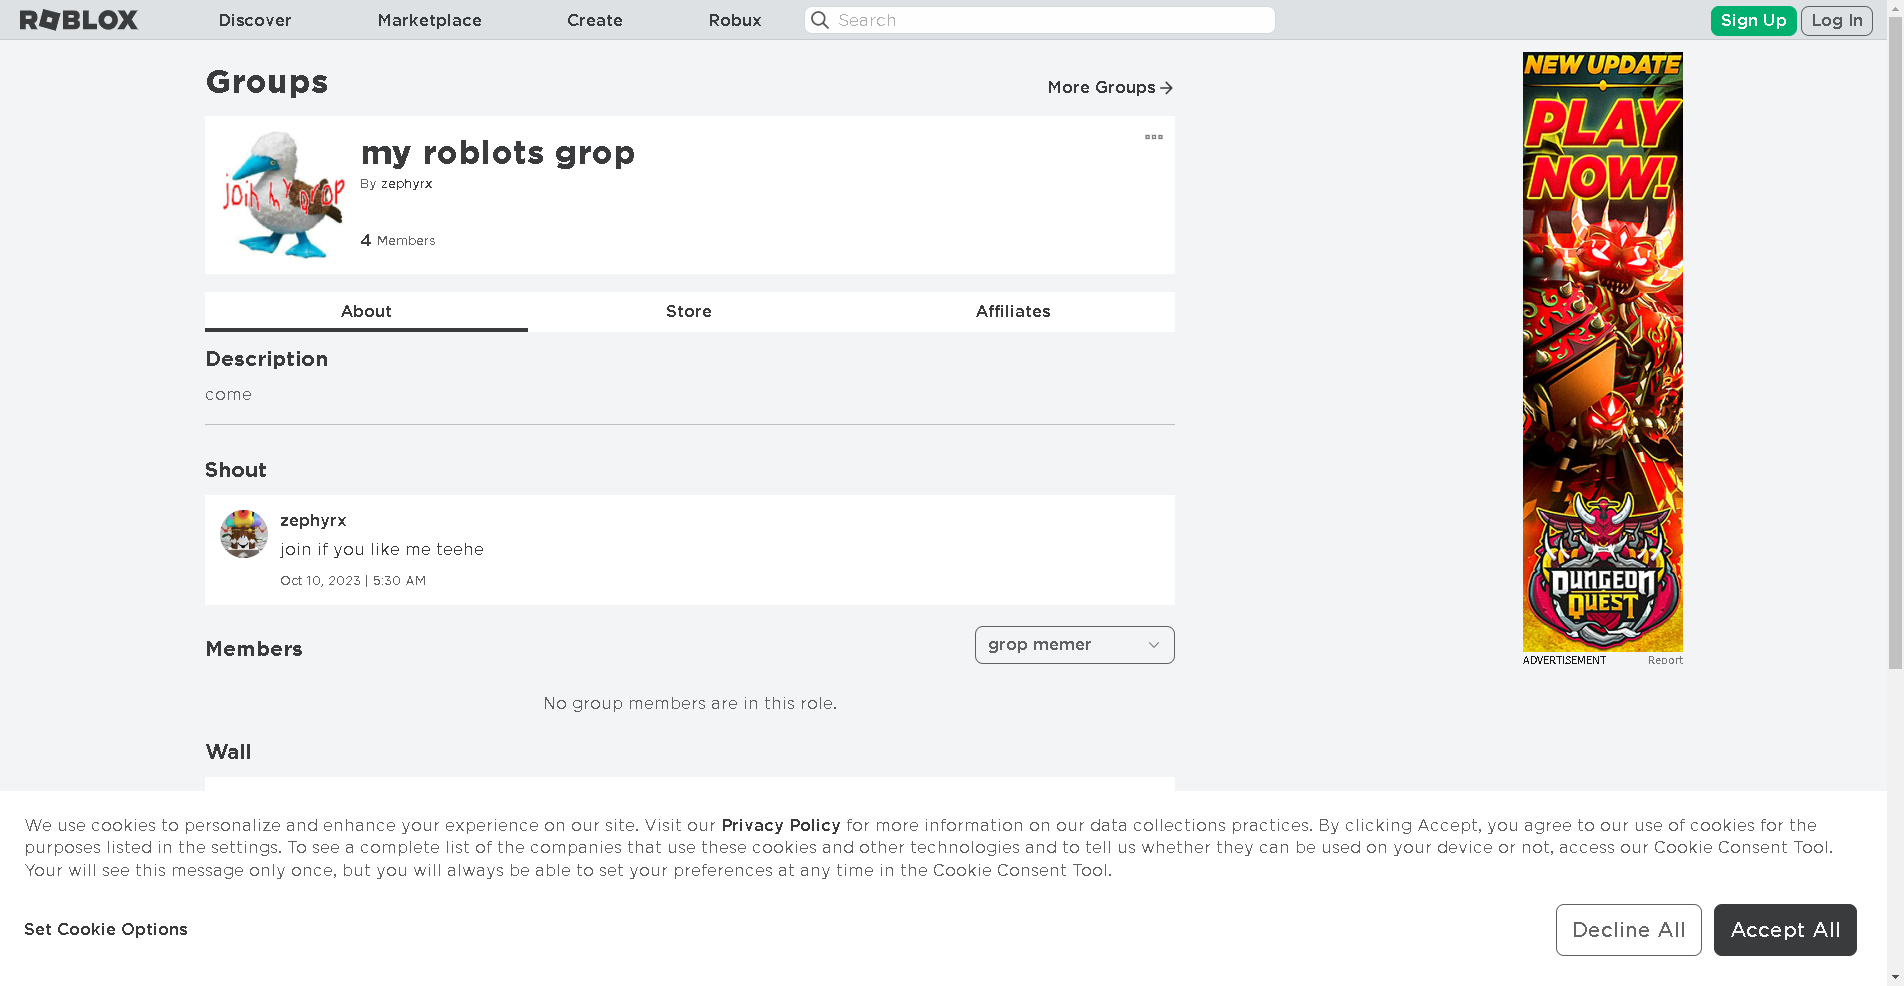 ROBLOX
Discover
Marketplace
Create
Robux
Search
Sign Up
Log In
Groups
More Groups
my roblots grop
By zephyrx
4 Members
join my grop
About
Store
Affiliates
Description
come
Shout
zephyrx
join if you like me teehe
Oct 10, 2023 | 5:30 AM
Members
grop memer
No group members are in this role.
Wall
NEW UPDATE
PLAY
NOW!
DUNGEON
QUEST
ADVERTISEMENT
Report
We use cookies to personalize and enhance your experience on our site. Visit our Privacy Policy for more information on our data collections practices. By clicking Accept, you agree to our use of cookies for the
purposes listed in the settings. To see a complete list of the companies that use these cookies and other technologies and to tell us whether they can be used on your device or not, access our Cookie Consent Tool.
Your will see this message only once, but you will always be able to set your preferences at any time in the Cookie Consent Tool.
Set Cookie Options
Decline All
Accept All